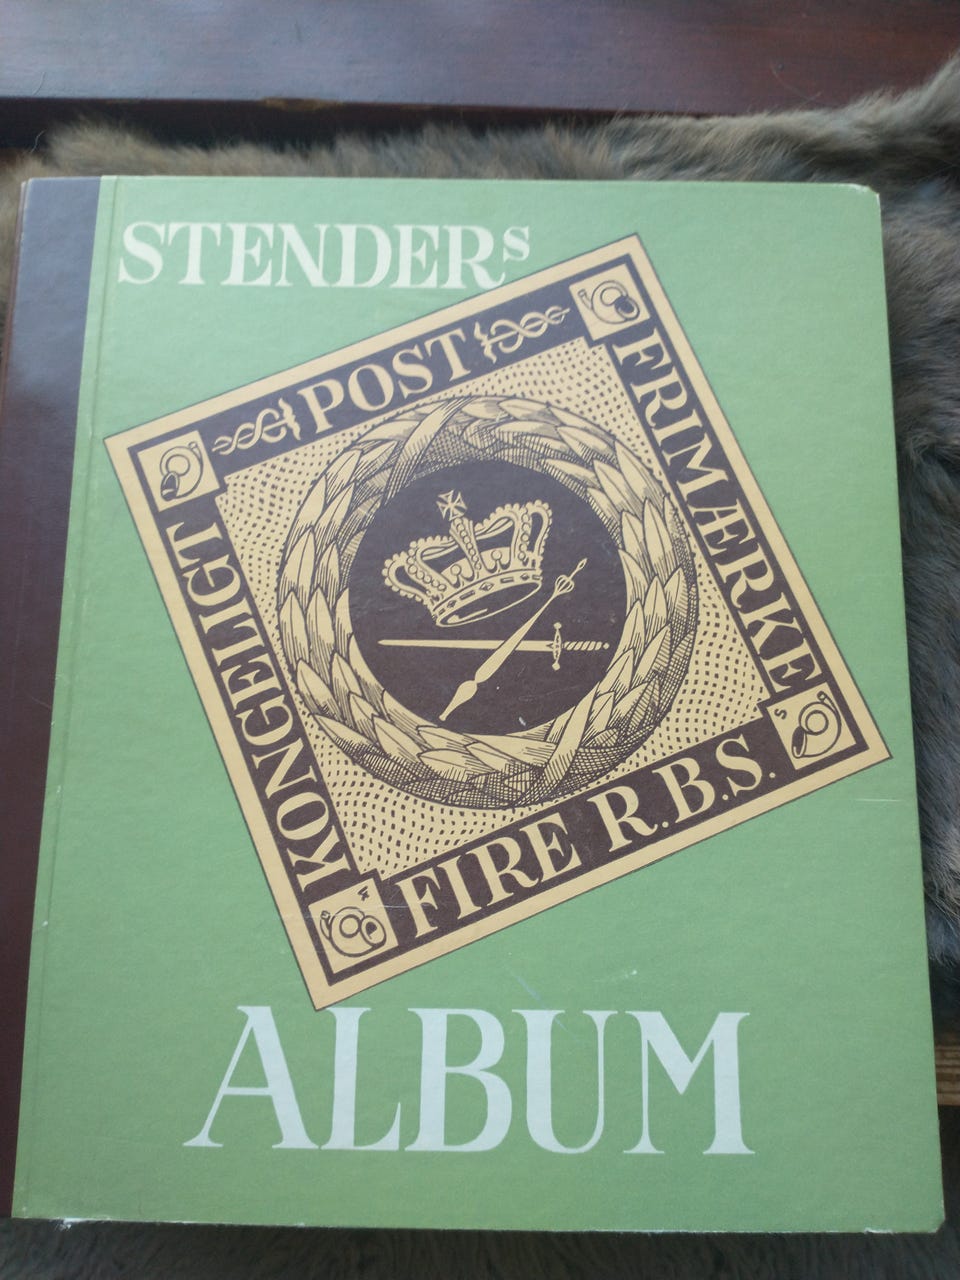 STENDERS
KONGELIGT
POST
FRIMÆRKE
FIRE R.B.S.
ALBUM